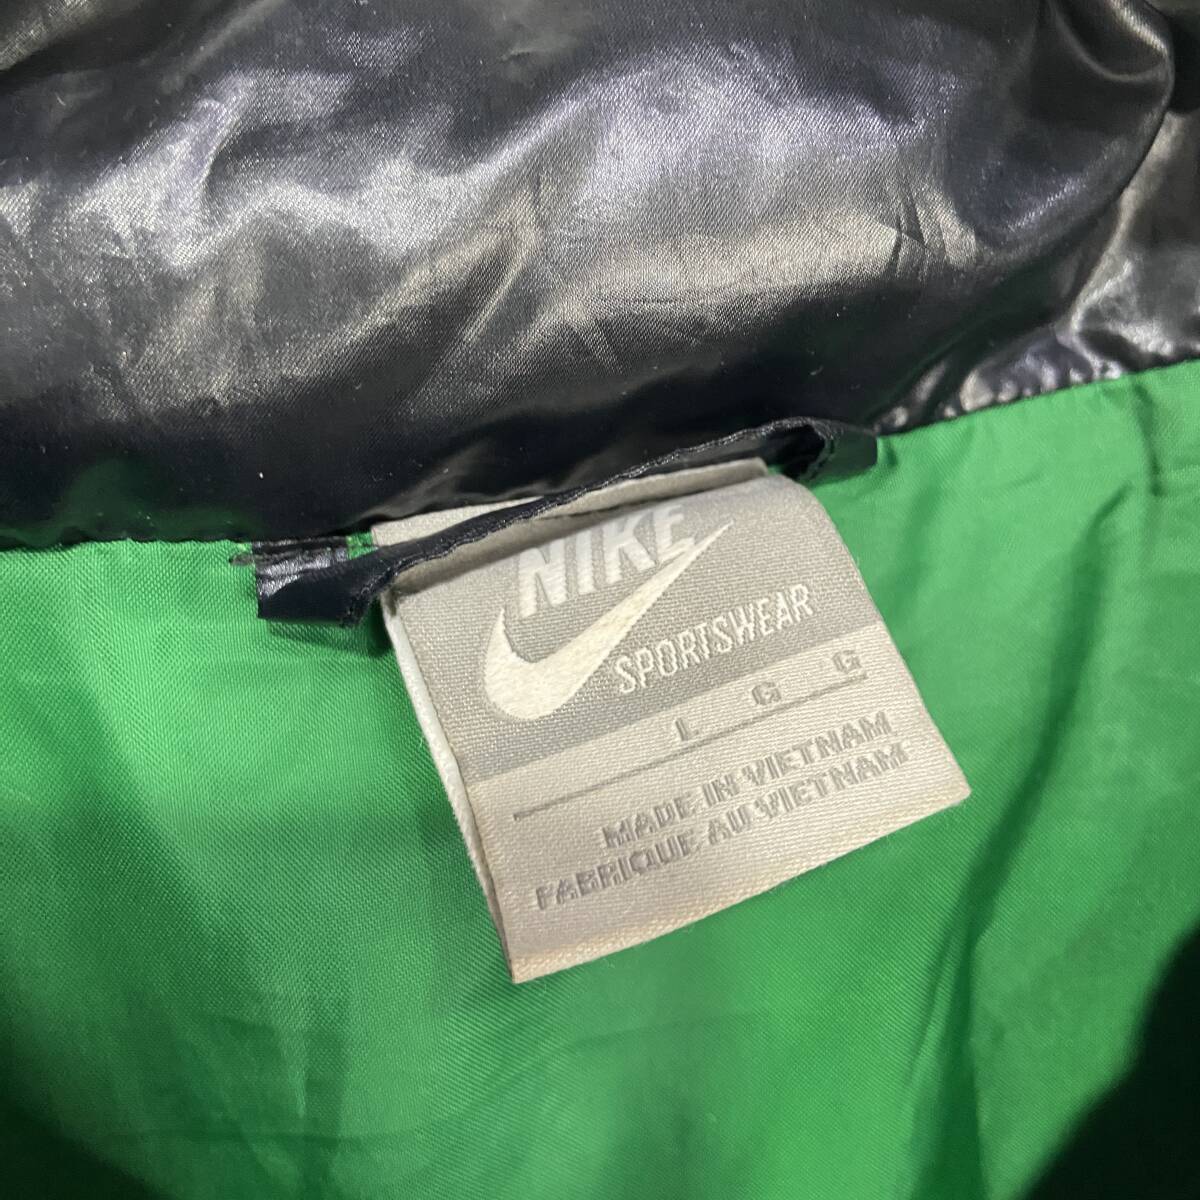 NIKE
SPORTSWEAR
L G G
MADE IN VIETNAM
FABRIQUE AU VIETNAM